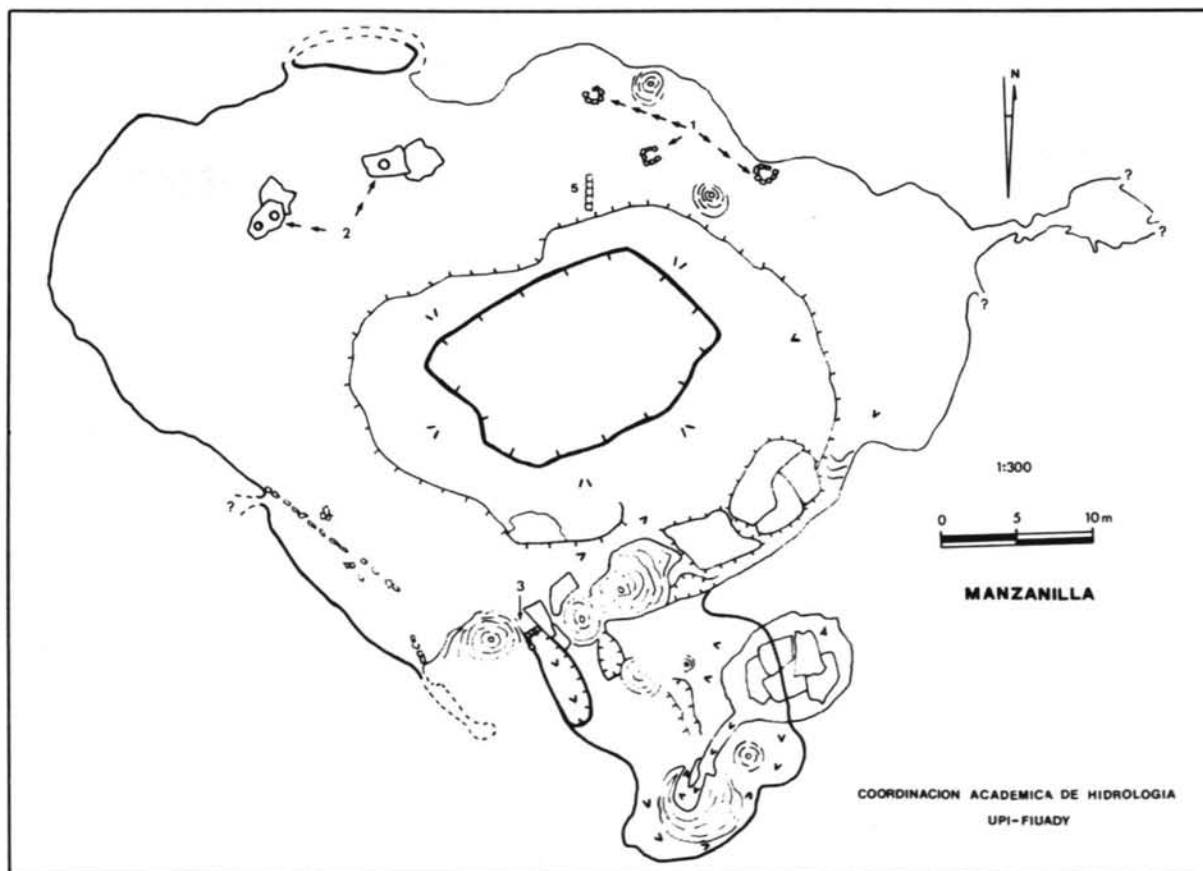 N
1
?
5
2
?
?
?
1:300
0 5 10 m
?
MANZANILLA
3
4
COORDINACION ACADEMICA DE HIDROLOGIA
UPI-FIUADY